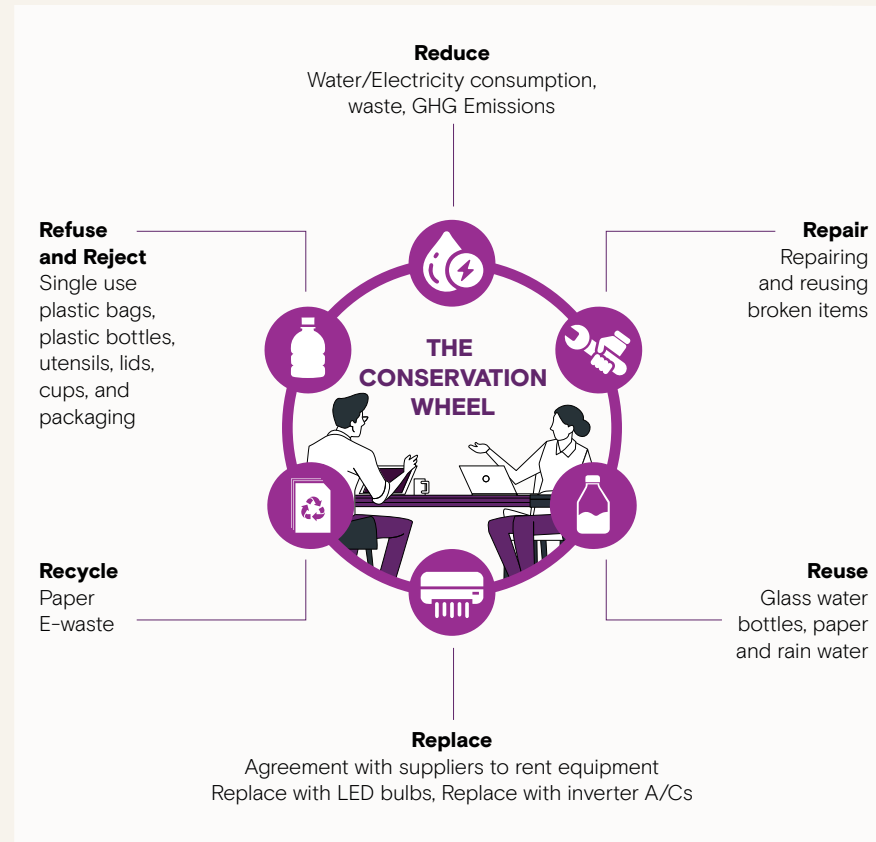 Reduce
Water/Electricity consumption,
waste, GHG Emissions
Refuse
and Reject
Single use
plastic bags,
plastic bottles,
utensils, lids,
cups, and
packaging
Repair
Repairing
and reusing
broken items
THE
CONSERVATION
WHEEL
Recycle
Paper
E-waste
Reuse
Glass water
bottles, paper
and rain water
Replace
Agreement with suppliers to rent equipment
Replace with LED bulbs, Replace with inverter A/Cs